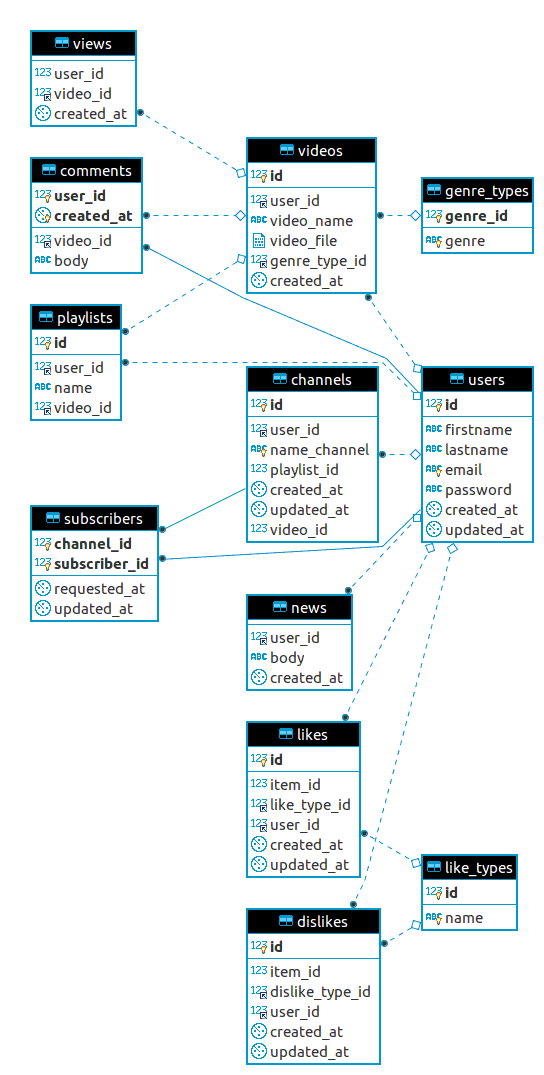 views
123 user_id
123 video_id
created_at
comments
123 user_id
created_at
123 video_id
ABC body
playlists
123 id
123 user_id
ABC name
123 video_id
subscribers
123 channel_id
123 subscriber_id
requested_at
updated_at
videos
123 id
123 user_id
ABC video_name
video_file
123 genre_type_id
created_at
channels
123 id
123 user_id
ABC name_channel
123 playlist_id
created_at
updated_at
123 video_id
news
123 user_id
ABC body
created_at
likes
123 id
123 item_id
123 like_type_id
123 user_id
created_at
updated_at
dislikes
123 id
123 item_id
123 dislike_type_id
123 user_id
created_at
updated_at
genre_types
123 genre_id
ABC genre
users
123 id
ABC firstname
ABC lastname
ABC email
ABC password
created_at
updated_at
like_types
123 id
ABC name